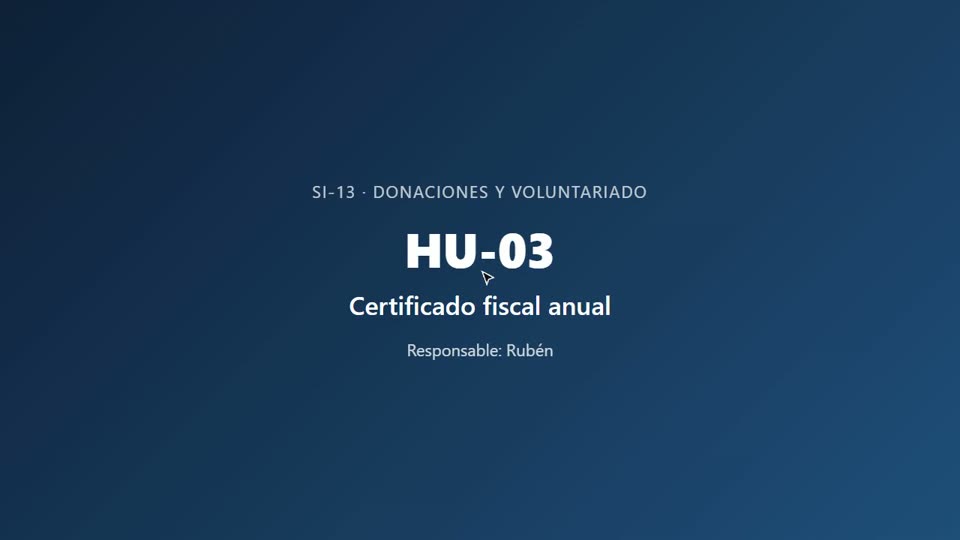 SI-13 · DONACIONES Y VOLUNTARIADO
HU-03
Certificado fiscal anual
Responsable: Rubén